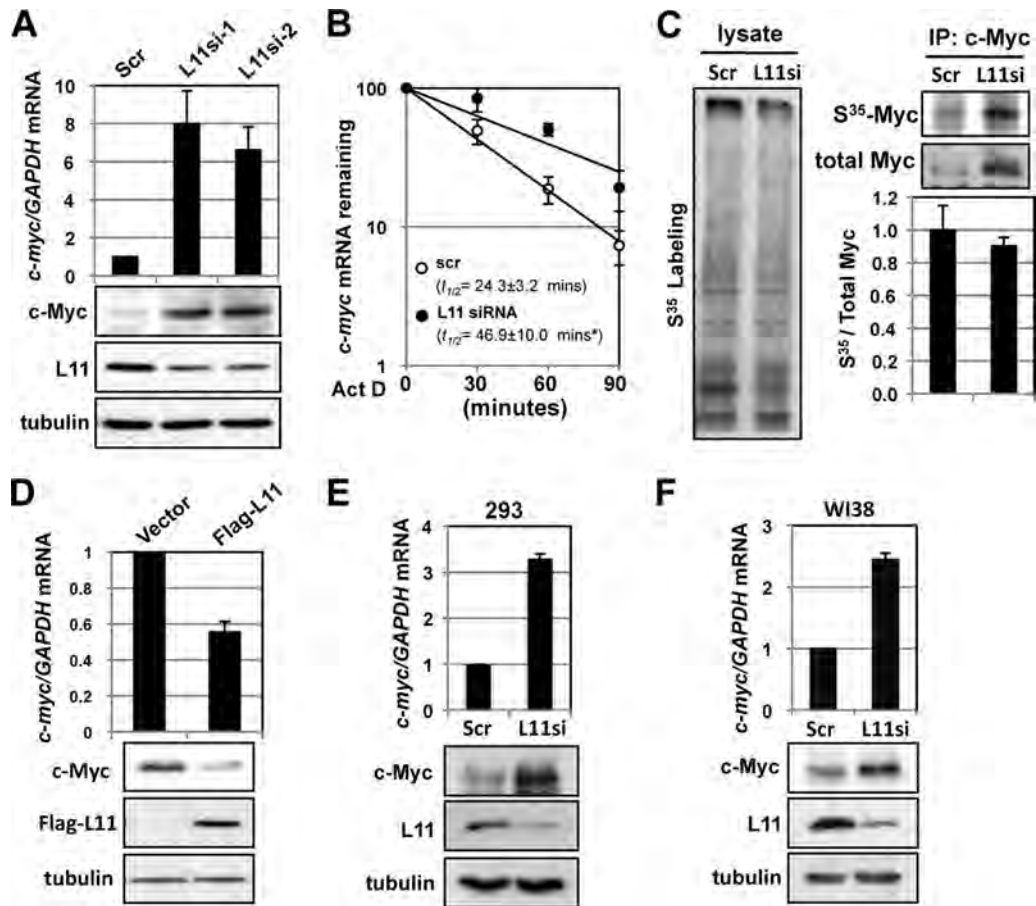 A
Scr
L11si-1
L11si-2
c-myc/GAPDH mRNA
10
8
6
4
2
0
c-Myc
L11
tubulin
B
c-myc mRNA remaining
100
10
1
scr
(t1/2= 24.3±3.2 mins)
L11 siRNA
(t1/2= 46.9±10.0 mins*)
Act D
0 30 60 90
(minutes)
C
lysate
Scr L11si
S35 Labeling
IP: c-Myc
Scr L11si
S35-Myc
total Myc
S35 / Total Myc
1.2
1.0
0.8
0.6
0.4
0.2
0.0
D
Vector
Flag-L11
c-myc/GAPDH mRNA
1
0.8
0.6
0.4
0.2
0
c-Myc
Flag-L11
tubulin
E
293
c-myc/GAPDH mRNA
4
3
2
1
0
Scr L11si
c-Myc
L11
tubulin
F
WI38
c-myc/GAPDH mRNA
3
2
1
0
Scr L11si
c-Myc
L11
tubulin